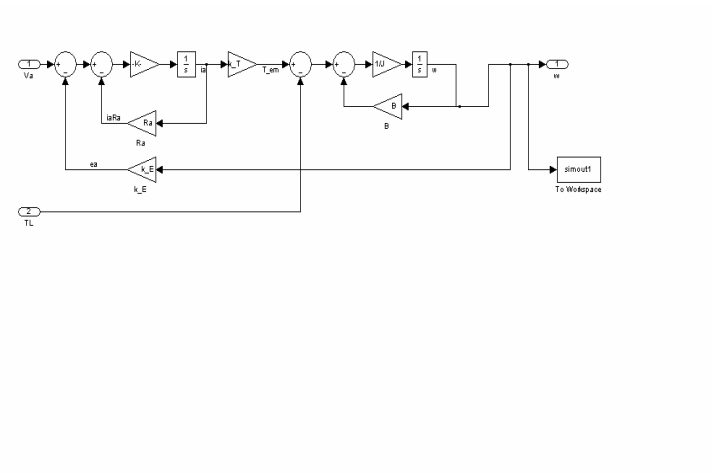 1
Va
+
−
+
−
-K-
1
s
ia
k_T
T_em
+
−
+
−
1/J
1
s
w
1
w
iaRa
Ra
Ra
B
B
ea
k_E
k_E
simout1
To Workspace
2
TL